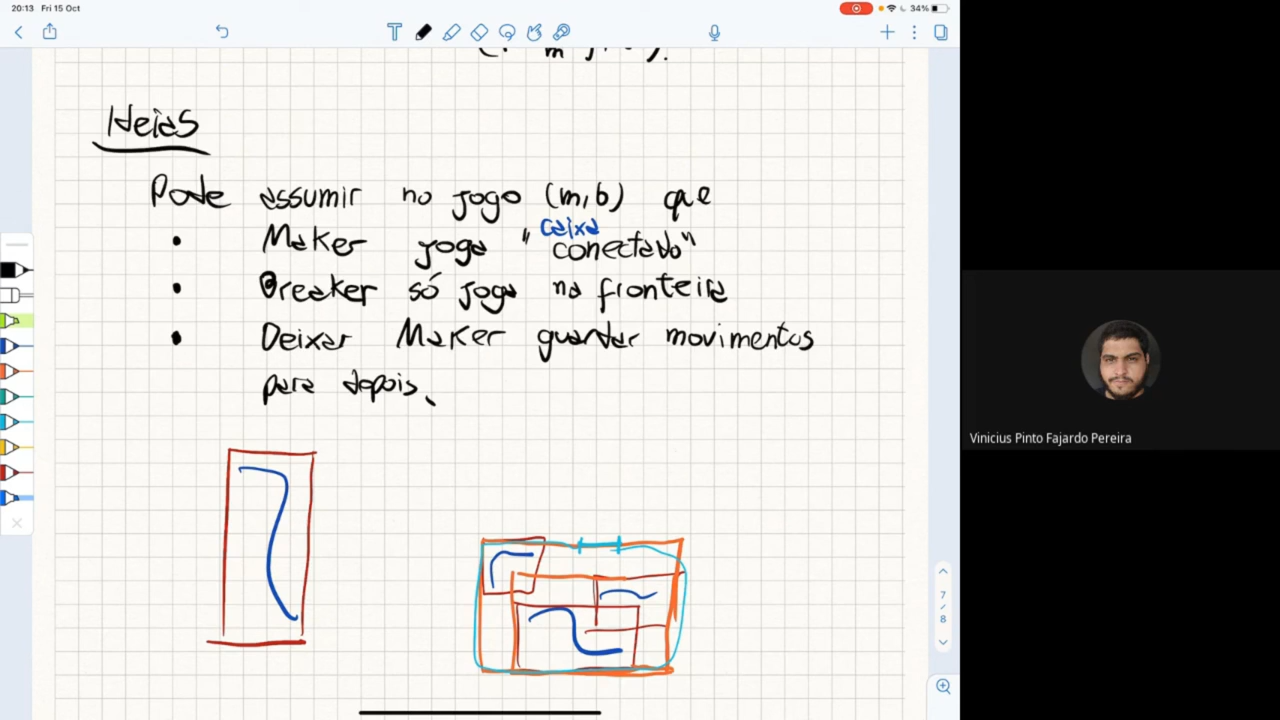 20:13 Fri 15 Oct
34%
Ideias
Pode assumir no jogo (m,b) que
caixa
• Maker joga "conectado"
• Breaker só joga na fronteira
• Deixar Maker guardar movimentos
para depois.
7
/
8
Vinicius Pinto Fajardo Pereira